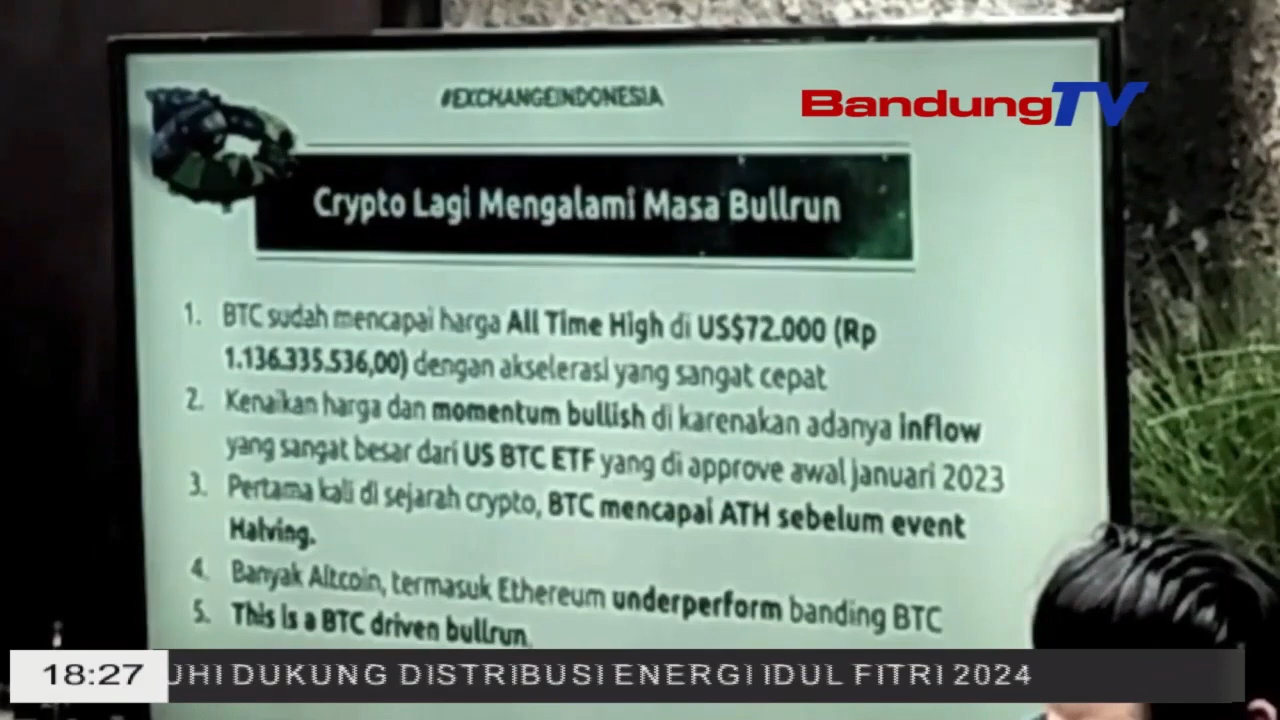 #EXCHANGEINDONESIA
BandungTV
Crypto Lagi Mengalami Masa Bullrun
1. BTC sudah mencapai harga All Time High di US$72.000 (Rp
1.136.335.536,00) dengan akselerasi yang sangat cepat
2. Kenaikan harga dan momentum bullish di karenakan adanya inflow
yang sangat besar dari US BTC ETF yang di approve awal Januari 2023
3. Pertama kali di sejarah crypto, BTC mencapai ATH sebelum event
Halving.
4. Banyak Altcoin, termasuk Ethereum underperform banding BTC
5. This is a BTC driven bullrun.
18:27 UHI DUKUNG DISTRIBUSI ENERGI IDUL FITRI 2024